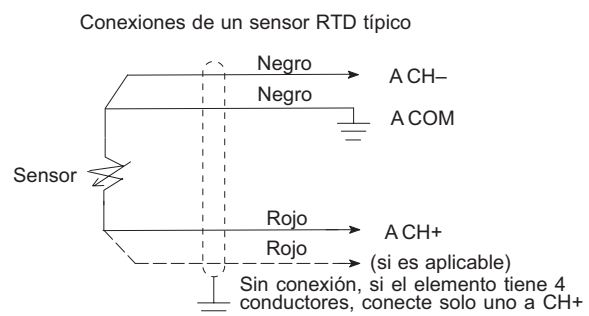 Conexiones de un sensor RTD típico
Negro
A CH–
Negro
A COM
Sensor
Rojo
A CH+
Rojo
(si es aplicable)
Sin conexión, si el elemento tiene 4
conductores, conecte solo uno a CH+